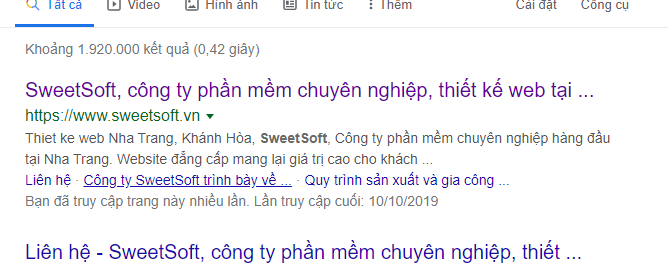 Tất cả Video Hình ảnh Tin tức Thêm Cài đặt Công cụ
Khoảng 1.920.000 kết quả (0,42 giây)
SweetSoft, công ty phần mềm chuyên nghiệp, thiết kế web tại ...
https://www.sweetsoft.vn
Thiet ke web Nha Trang, Khánh Hòa, SweetSoft, Công ty phần mềm chuyên nghiệp hàng đầu
tại Nha Trang. Website đẳng cấp mang lại giá trị cao cho khách ...
Liên hệ · Công ty SweetSoft trình bày về ... · Quy trình sản xuất và gia công ...
Bạn đã truy cập trang này nhiều lần. Lần truy cập cuối: 10/10/2019
Liên hệ - SweetSoft, công ty phần mềm chuyên nghiệp, thiết ...